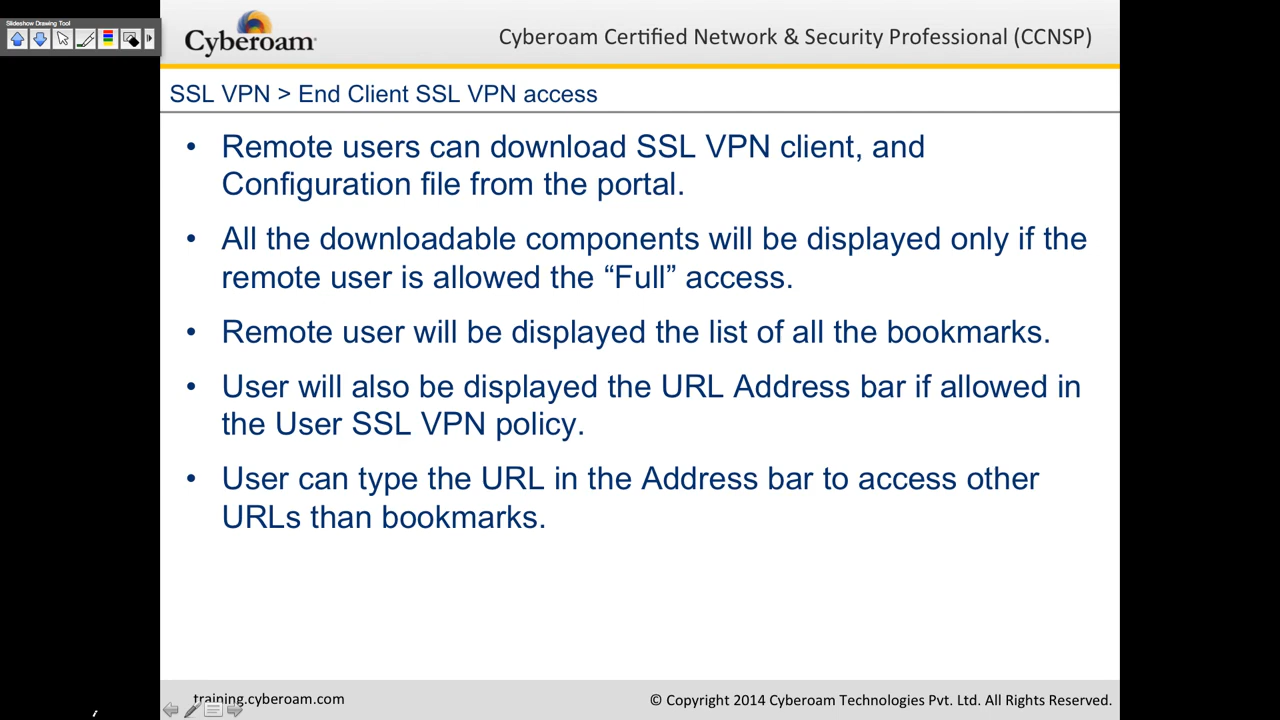 Slideshow Drawing Tool
Cyberoam
Cyberoam Certified Network & Security Professional (CCNSP)
SSL VPN > End Client SSL VPN access
• Remote users can download SSL VPN client, and
Configuration file from the portal.
• All the downloadable components will be displayed only if the
remote user is allowed the “Full” access.
• Remote user will be displayed the list of all the bookmarks.
• User will also be displayed the URL Address bar if allowed in
the User SSL VPN policy.
• User can type the URL in the Address bar to access other
URLs than bookmarks.
training.cyberoam.com
© Copyright 2014 Cyberoam Technologies Pvt. Ltd. All Rights Reserved.